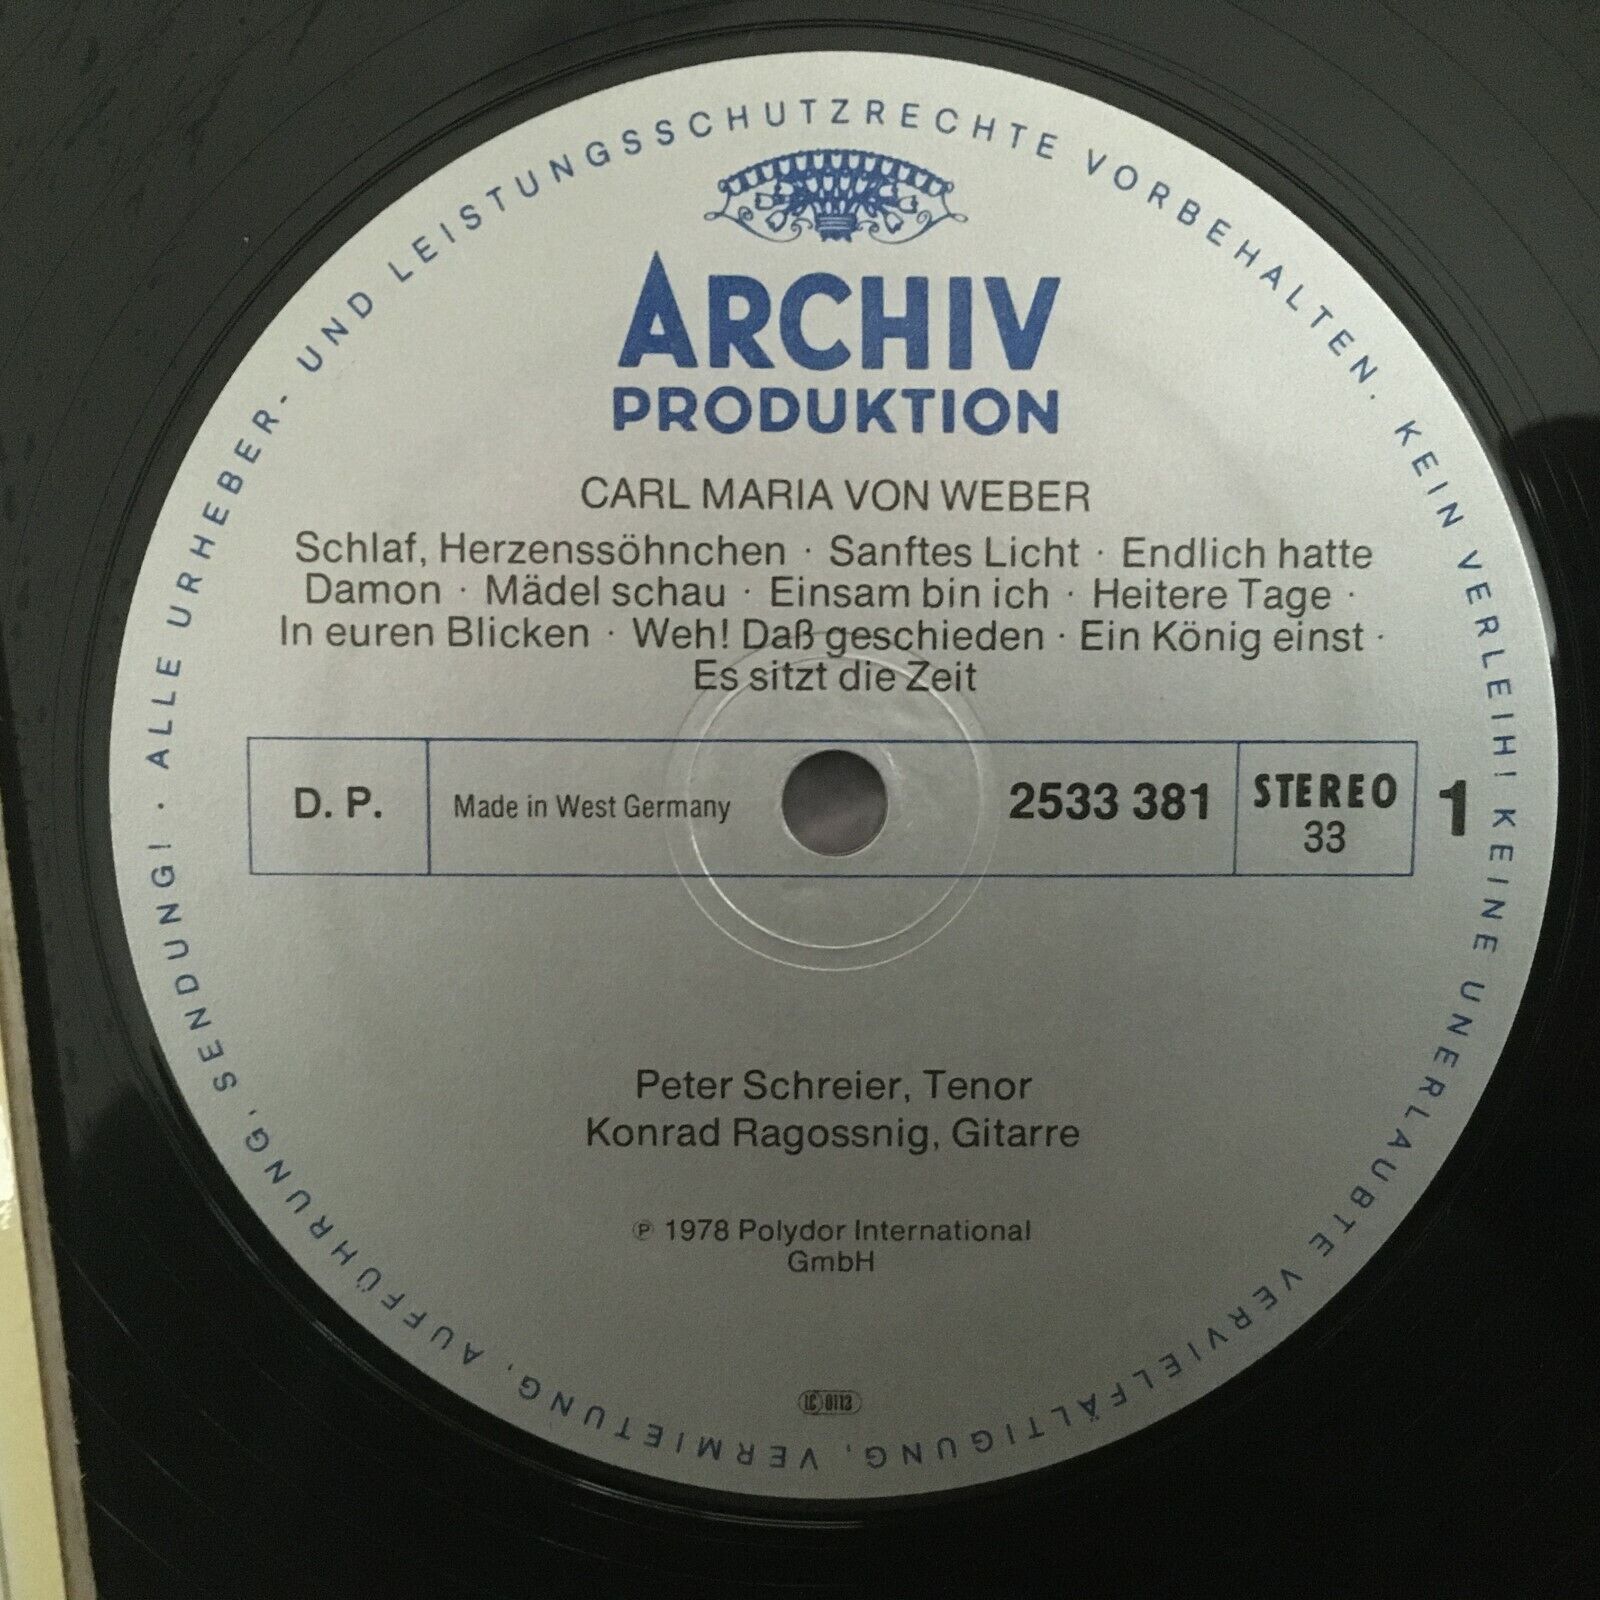 ALLE URHEBER- UND LEISTUNGSSCHUTZRECHTE VORBEHALTEN. KEIN VERLEIH! KEINE UNERLAUBTE VERVIELFÄLTIGUNG, VERMIETUNG, AUFFÜHRUNG, SENDUNG! ·
ARCHIV
PRODUKTION
CARL MARIA VON WEBER
Schlaf, Herzenssöhnchen · Sanftes Licht · Endlich hatte
Damon · Mädel schau · Einsam bin ich · Heitere Tage ·
In euren Blicken · Weh! Daß geschieden · Ein König einst ·
Es sitzt die Zeit
D. P.
Made in West Germany
2533 381
STEREO
33
1
Peter Schreier, Tenor
Konrad Ragossnig, Gitarre
℗ 1978 Polydor International
GmbH
LC 0113